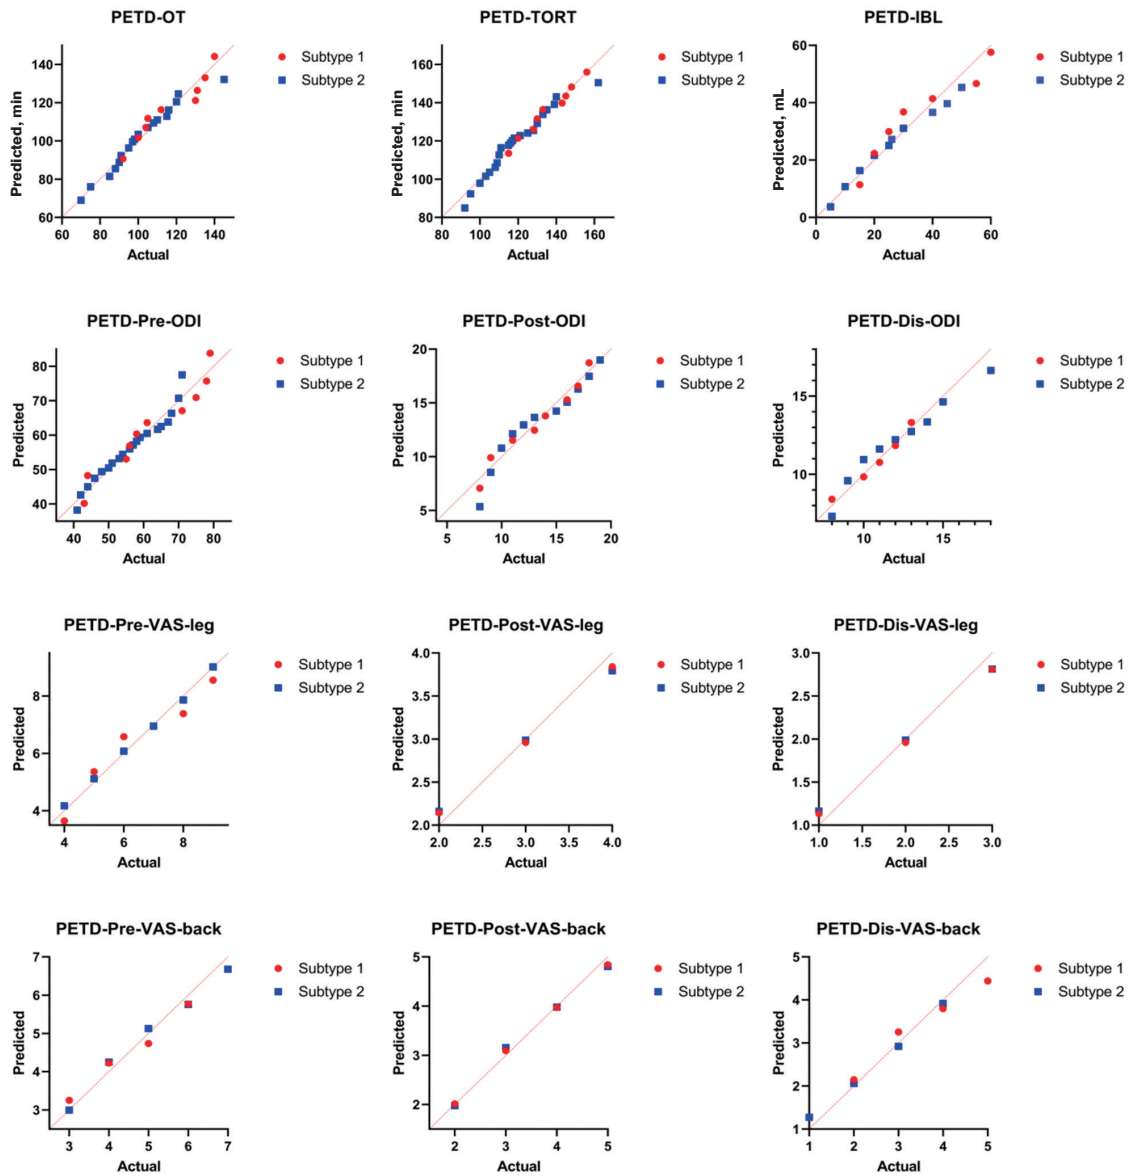 PETD-OT
Predicted, min
140
120
100
80
60
60 80 100 120 140
Actual
Subtype 1
Subtype 2
PETD-TORT
Predicted, min
160
140
120
100
80
80 100 120 140 160
Actual
Subtype 1
Subtype 2
PETD-IBL
Predicted, mL
60
40
20
0
0 20 40 60
Actual
Subtype 1
Subtype 2
PETD-Pre-ODI
Predicted
80
70
60
50
40
40 50 60 70 80
Actual
Subtype 1
Subtype 2
PETD-Post-ODI
Predicted
20
15
10
5
5 10 15 20
Actual
Subtype 1
Subtype 2
PETD-Dis-ODI
Predicted
15
10
10 15
Actual
Subtype 1
Subtype 2
PETD-Pre-VAS-leg
Predicted
8
6
4
4 6 8
Actual
Subtype 1
Subtype 2
PETD-Post-VAS-leg
Predicted
4.0
3.5
3.0
2.5
2.0
2.0 2.5 3.0 3.5 4.0
Actual
Subtype 1
Subtype 2
PETD-Dis-VAS-leg
Predicted
3.0
2.5
2.0
1.5
1.0
1.0 1.5 2.0 2.5 3.0
Actual
Subtype 1
Subtype 2
PETD-Pre-VAS-back
Predicted
7
6
5
4
3
3 4 5 6 7
Actual
Subtype 1
Subtype 2
PETD-Post-VAS-back
Predicted
5
4
3
2
2 3 4 5
Actual
Subtype 1
Subtype 2
PETD-Dis-VAS-back
Predicted
5
4
3
2
1
1 2 3 4 5
Actual
Subtype 1
Subtype 2